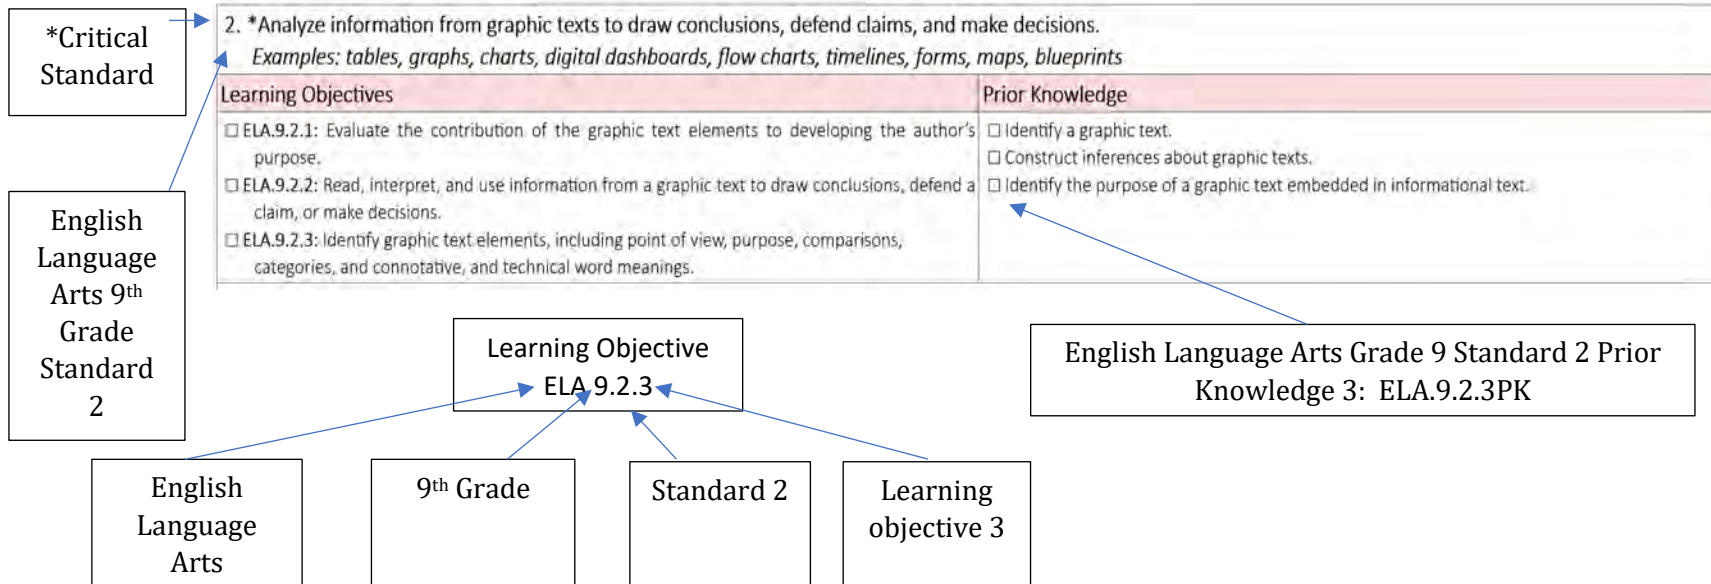 *Critical
Standard
2. *Analyze information from graphic texts to draw conclusions, defend claims, and make decisions.
Examples: tables, graphs, charts, digital dashboards, flow charts, timelines, forms, maps, blueprints
Learning Objectives
Prior Knowledge
☐ ELA.9.2.1: Evaluate the contribution of the graphic text elements to developing the author's
purpose.
☐ ELA.9.2.2: Read, interpret, and use information from a graphic text to draw conclusions, defend a
claim, or make decisions.
☐ ELA.9.2.3: Identify graphic text elements, including point of view, purpose, comparisons,
categories, and connotative, and technical word meanings.
☐ Identify a graphic text.
☐ Construct inferences about graphic texts.
☐ Identify the purpose of a graphic text embedded in informational text.
English
Language
Arts 9th
Grade
Standard
2
Learning Objective
ELA.9.2.3
English Language Arts Grade 9 Standard 2 Prior
Knowledge 3: ELA.9.2.3PK
English
Language
Arts
9th Grade
Standard 2
Learning
objective 3